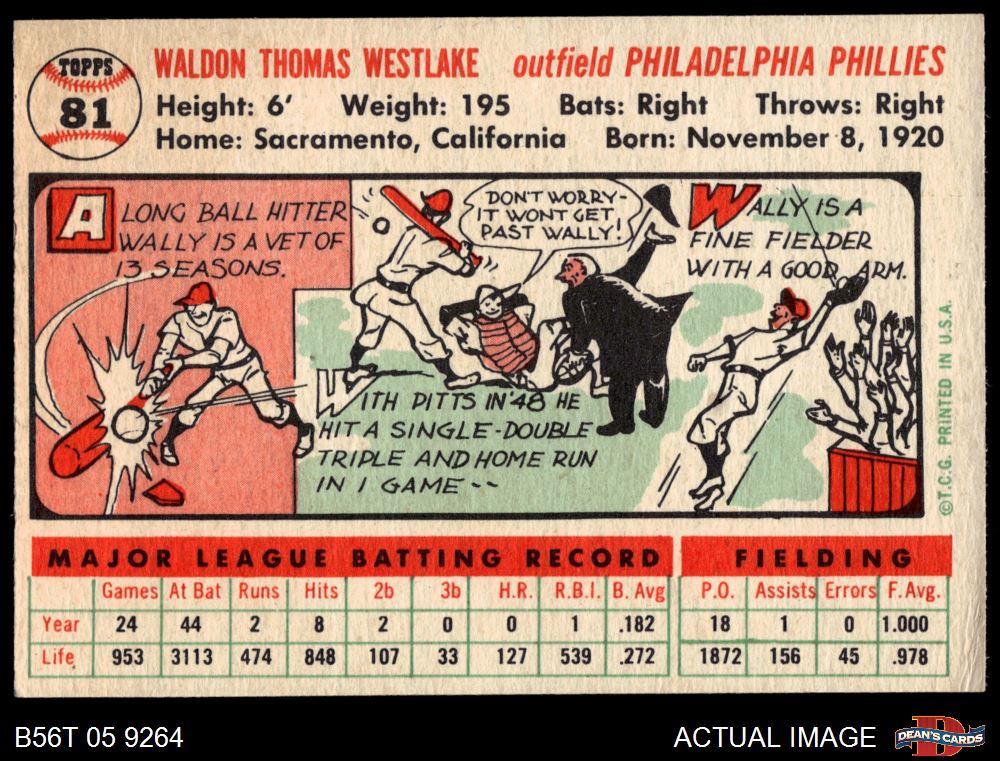 TOPPS
81
WALDON THOMAS WESTLAKE outfield PHILADELPHIA PHILLIES
Height: 6' Weight: 195 Bats: Right Throws: Right
Home: Sacramento, California Born: November 8, 1920
A LONG BALL HITTER
WALLY IS A VET OF
13 SEASONS.
DON'T WORRY-
IT WONT GET
PAST WALLY!
WITH PITTS IN '48 HE
HIT A SINGLE-DOUBLE
TRIPLE AND HOME RUN
IN 1 GAME --
WALLY IS A
FINE FIELDER
WITH A GOOD ARM.
©T.C.G. PRINTED IN U.S.A.
MAJOR LEAGUE BATTING RECORD FIELDING
Games At Bat Runs Hits 2b 3b H.R. R.B.I. B. Avg P.O. Assists Errors F. Avg.
Year 24 44 2 8 2 0 0 1 .182 18 1 0 1.000
Life 953 3113 474 848 107 33 127 539 .272 1872 156 45 .978
B56T 05 9264 ACTUAL IMAGE
D
DEAN'S CARDS